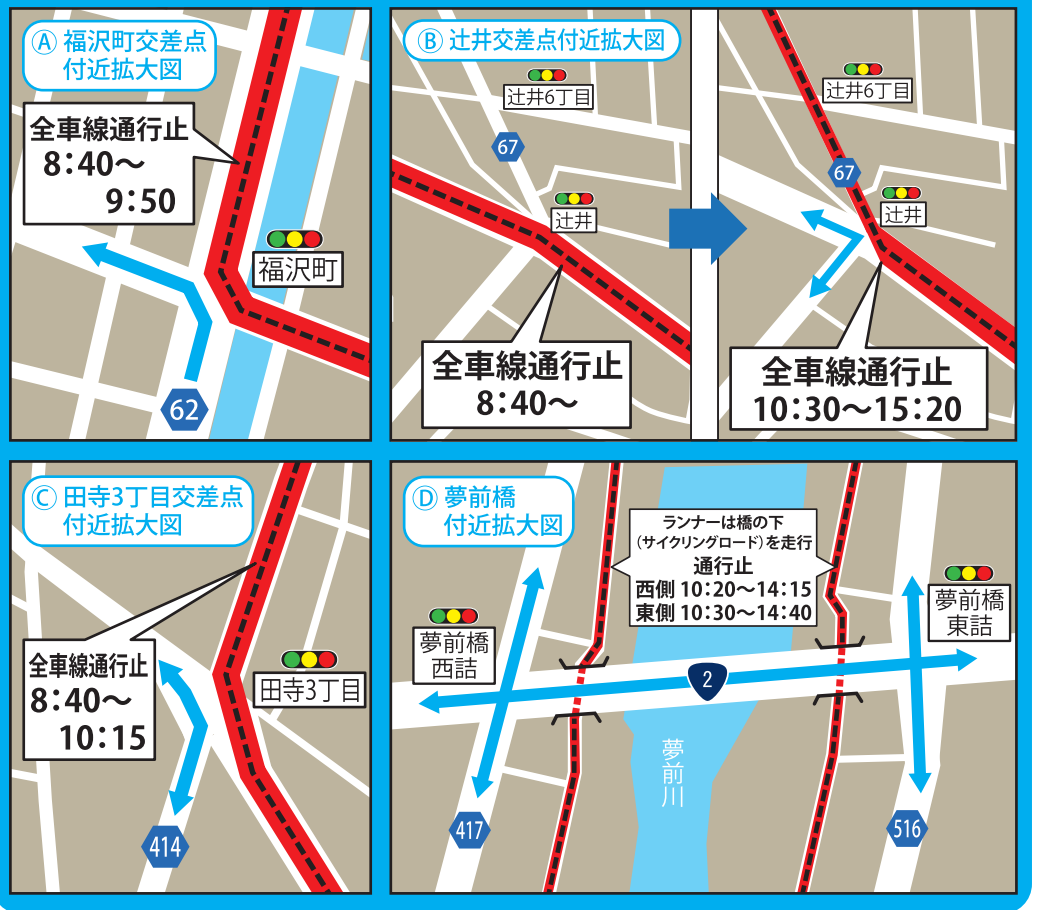 Ⓐ 福沢町交差点
付近拡大図
全車線通行止
8：40～
9：50
福沢町
62
Ⓑ 辻井交差点付近拡大図
辻井6丁目
67
辻井
全車線通行止
8：40～
辻井6丁目
67
辻井
全車線通行止
10：30～15：20
Ⓒ 田寺3丁目交差点
付近拡大図
全車線通行止
8：40～
10：15
田寺3丁目
414
Ⓓ 夢前橋
付近拡大図
ランナーは橋の下
（サイクリングロード）を走行
通行止
西側 10：20～14：15
東側 10：30～14：40
夢前橋
西詰
夢前橋
東詰
2
夢前川
417
516